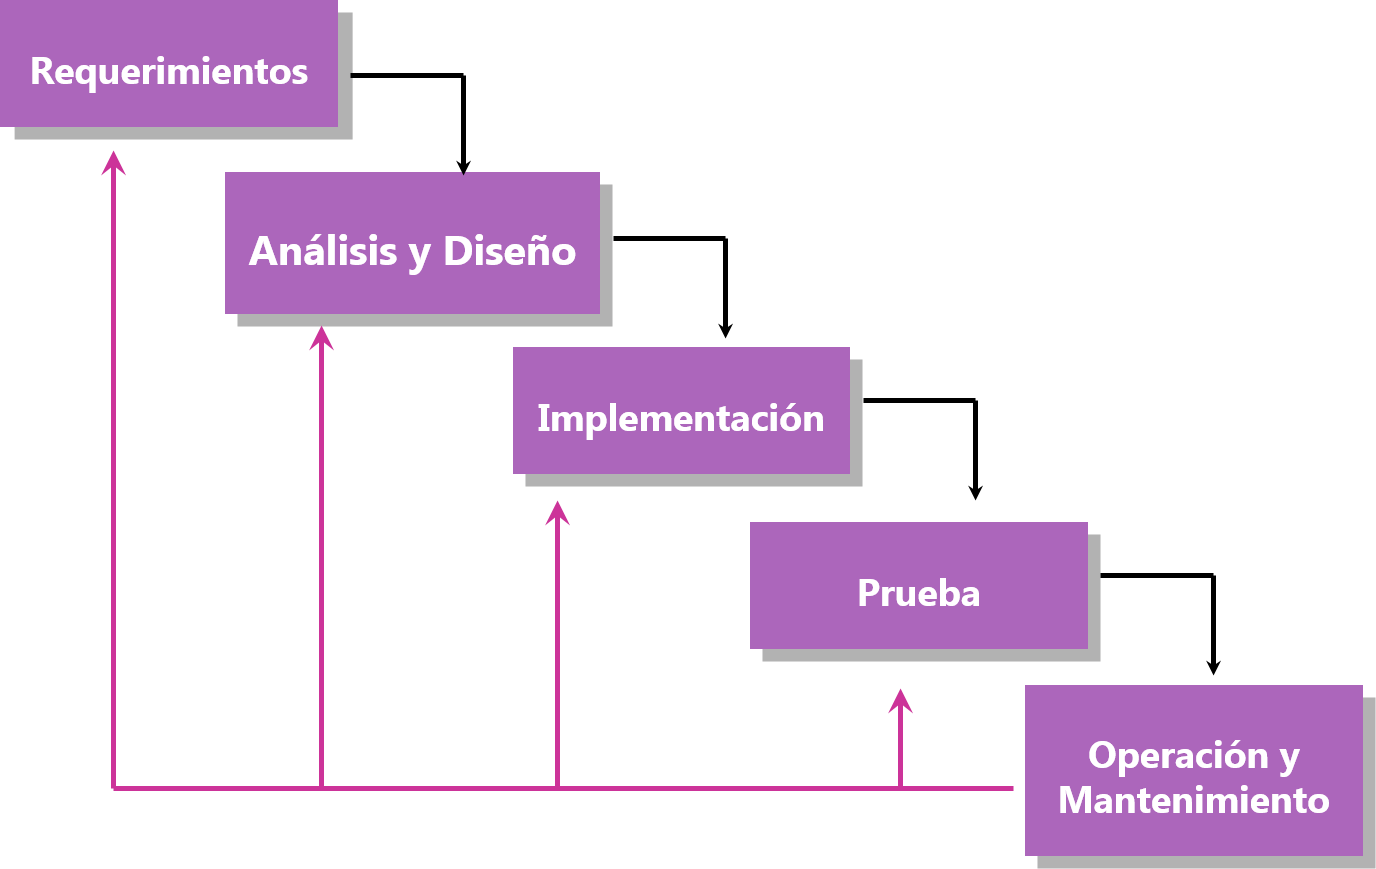 Requerimientos
Análisis y Diseño
Implementación
Prueba
Operación y
Mantenimiento